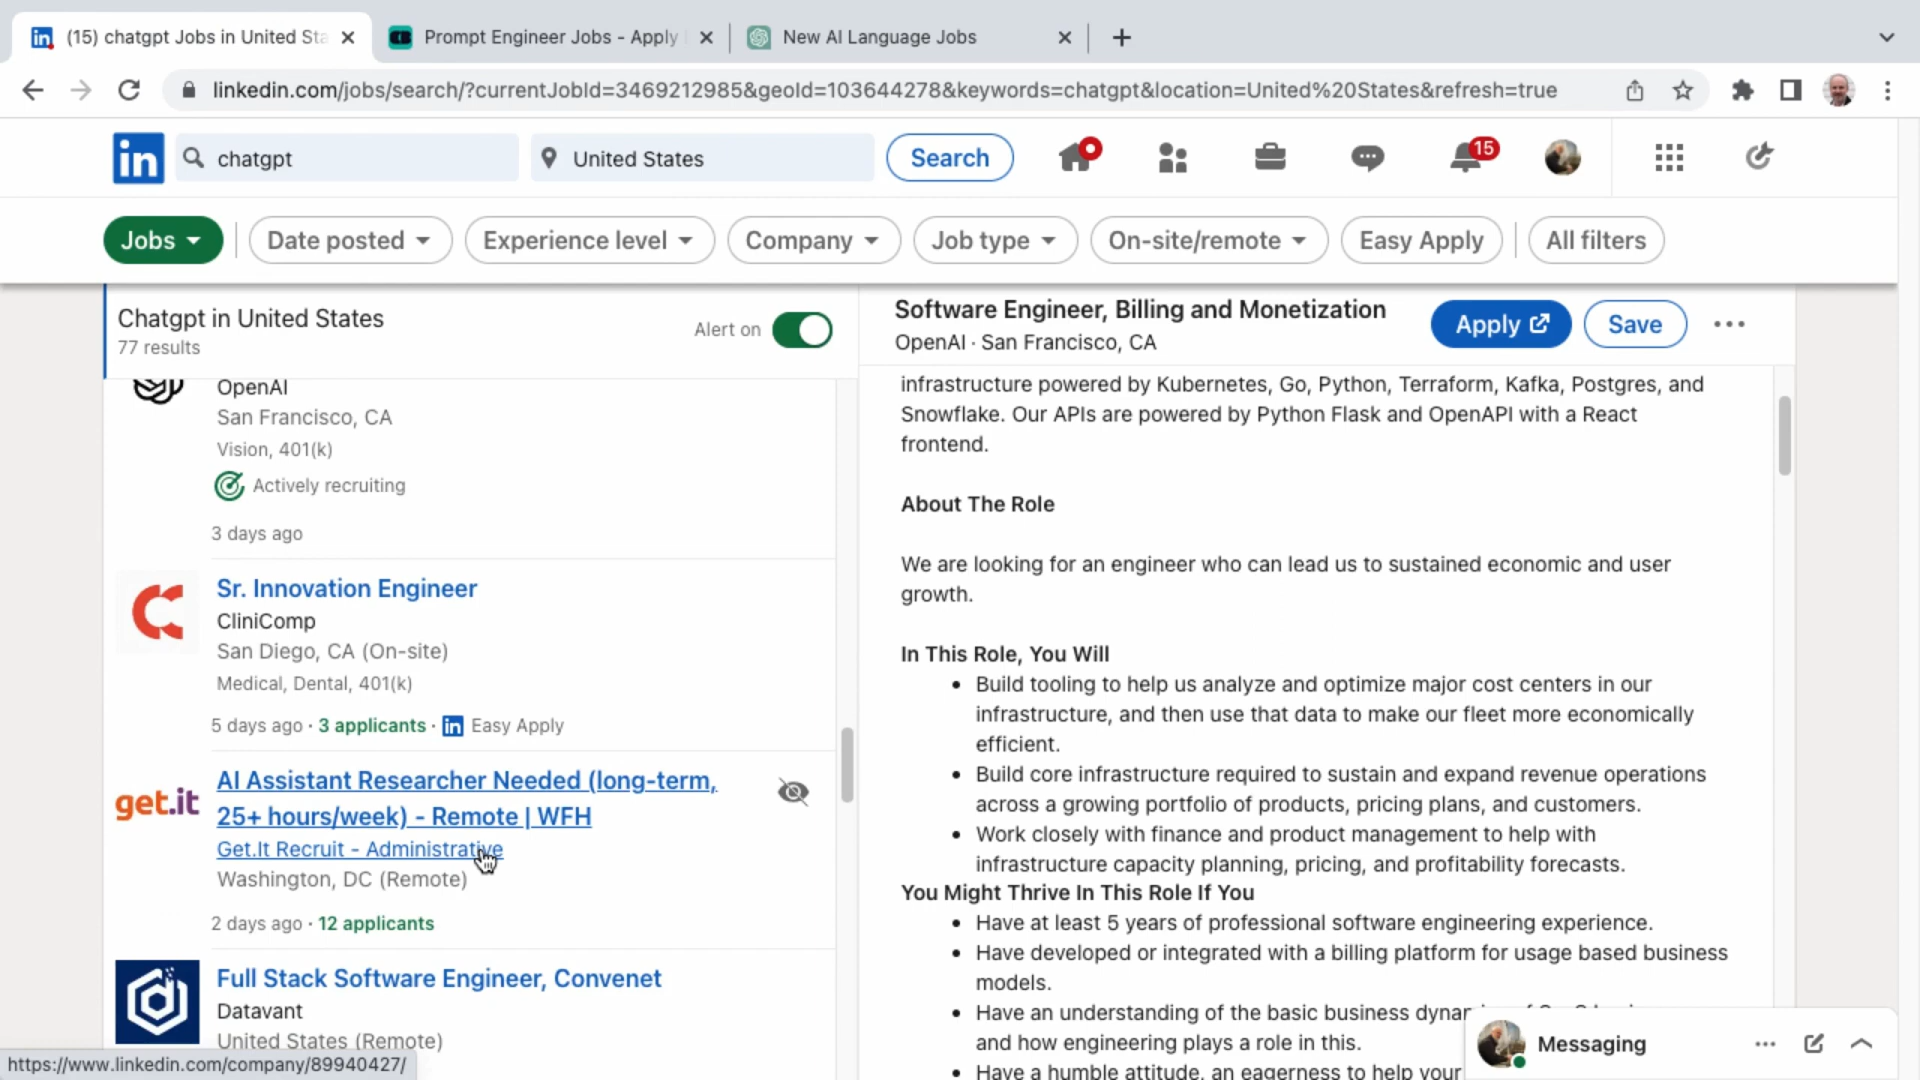 (15) chatgpt Jobs in United Sta
Prompt Engineer Jobs - Apply
New AI Language Jobs
linkedin.com/jobs/search/?currentJobId=3469212985&geoId=103644278&keywords=chatgpt&location=United%20States&refresh=true
in
chatgpt
United States
Search
15
Jobs
Date posted
Experience level
Company
Job type
On-site/remote
Easy Apply
All filters
Chatgpt in United States
77 results
Alert on
OpenAI
San Francisco, CA
Vision, 401(k)
Actively recruiting
3 days ago
Sr. Innovation Engineer
CliniComp
San Diego, CA (On-site)
Medical, Dental, 401(k)
5 days ago · 3 applicants · in Easy Apply
get.it
AI Assistant Researcher Needed (long-term,
25+ hours/week) - Remote | WFH
Get.It Recruit - Administrative
Washington, DC (Remote)
2 days ago · 12 applicants
Full Stack Software Engineer, Convenet
Datavant
United States (Remote)
https://www.linkedin.com/company/89940427/
Software Engineer, Billing and Monetization
OpenAI · San Francisco, CA
Apply
Save
infrastructure powered by Kubernetes, Go, Python, Terraform, Kafka, Postgres, and
Snowflake. Our APIs are powered by Python Flask and OpenAPI with a React
frontend.
About The Role
We are looking for an engineer who can lead us to sustained economic and user
growth.
In This Role, You Will
• Build tooling to help us analyze and optimize major cost centers in our
infrastructure, and then use that data to make our fleet more economically
efficient.
• Build core infrastructure required to sustain and expand revenue operations
across a growing portfolio of products, pricing plans, and customers.
• Work closely with finance and product management to help with
infrastructure capacity planning, pricing, and profitability forecasts.
You Might Thrive In This Role If You
• Have at least 5 years of professional software engineering experience.
• Have developed or integrated with a billing platform for usage based business
models.
• Have an understanding of the basic business
and how engineering plays a role in this.
• Have a humble attitude, an eagerness to help your
Messaging